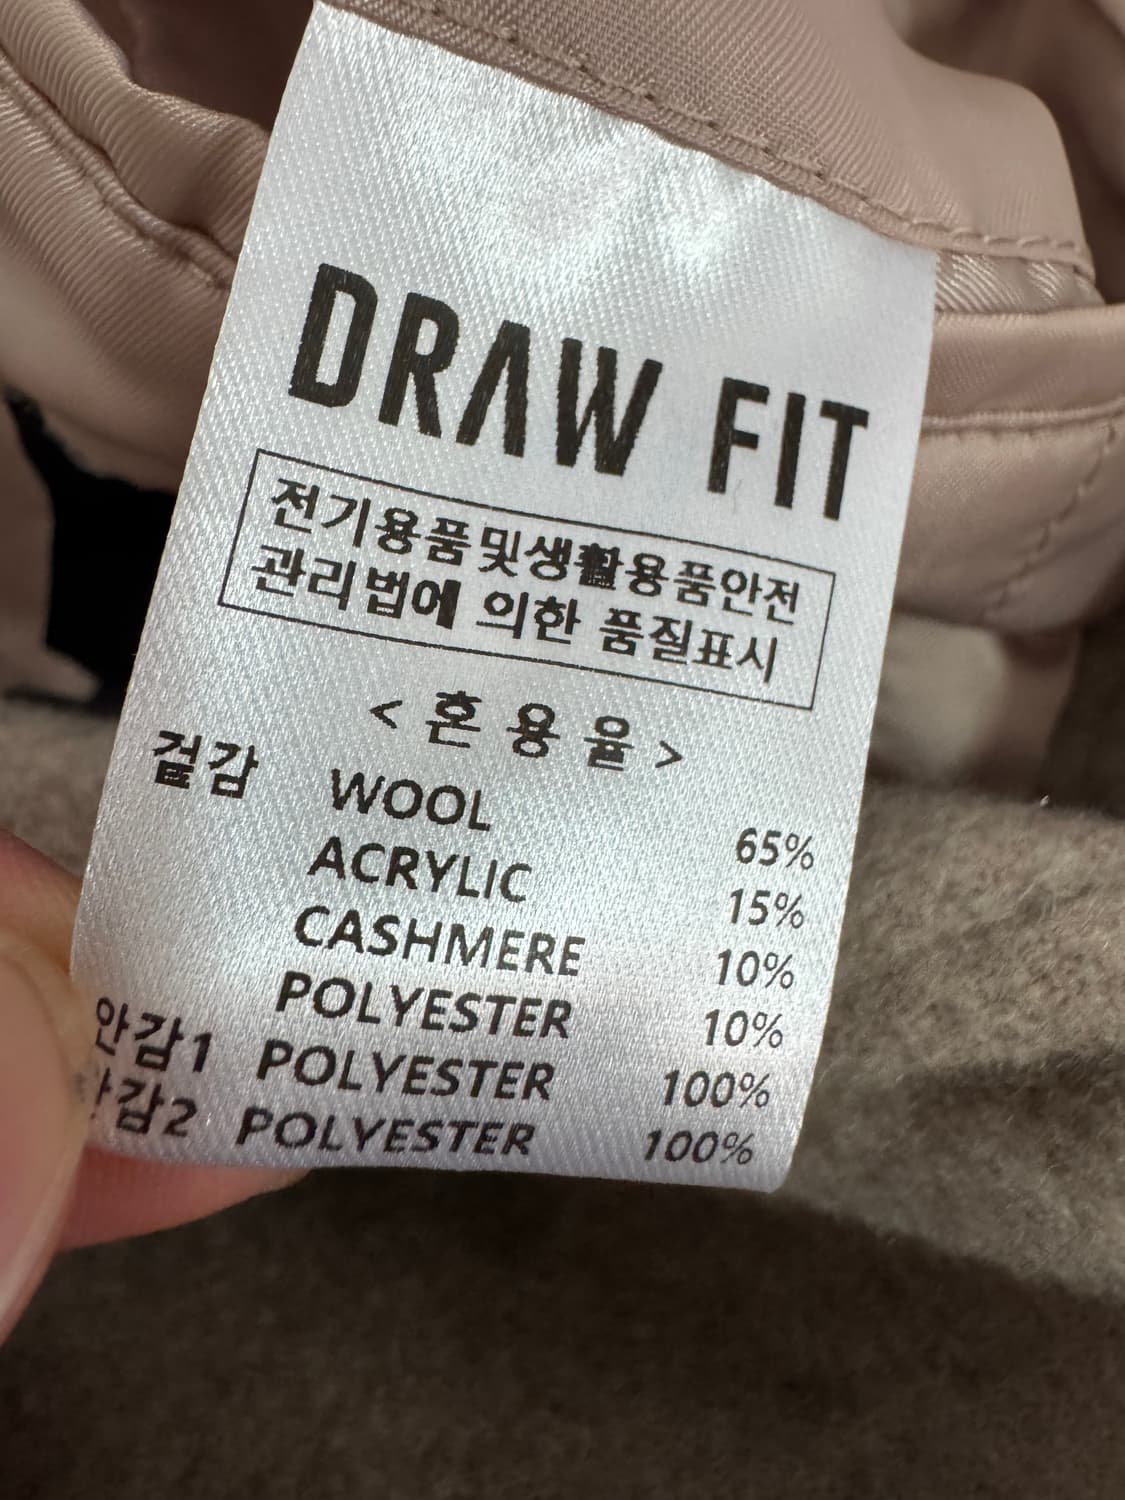 DRAW FIT
전기용품및생활용품안전
관리법에 의한 품질표시
< 혼 용 율 >
겉감 WOOL 65%
ACRYLIC 15%
CASHMERE 10%
POLYESTER 10%
안감1 POLYESTER 100%
안감2 POLYESTER 100%